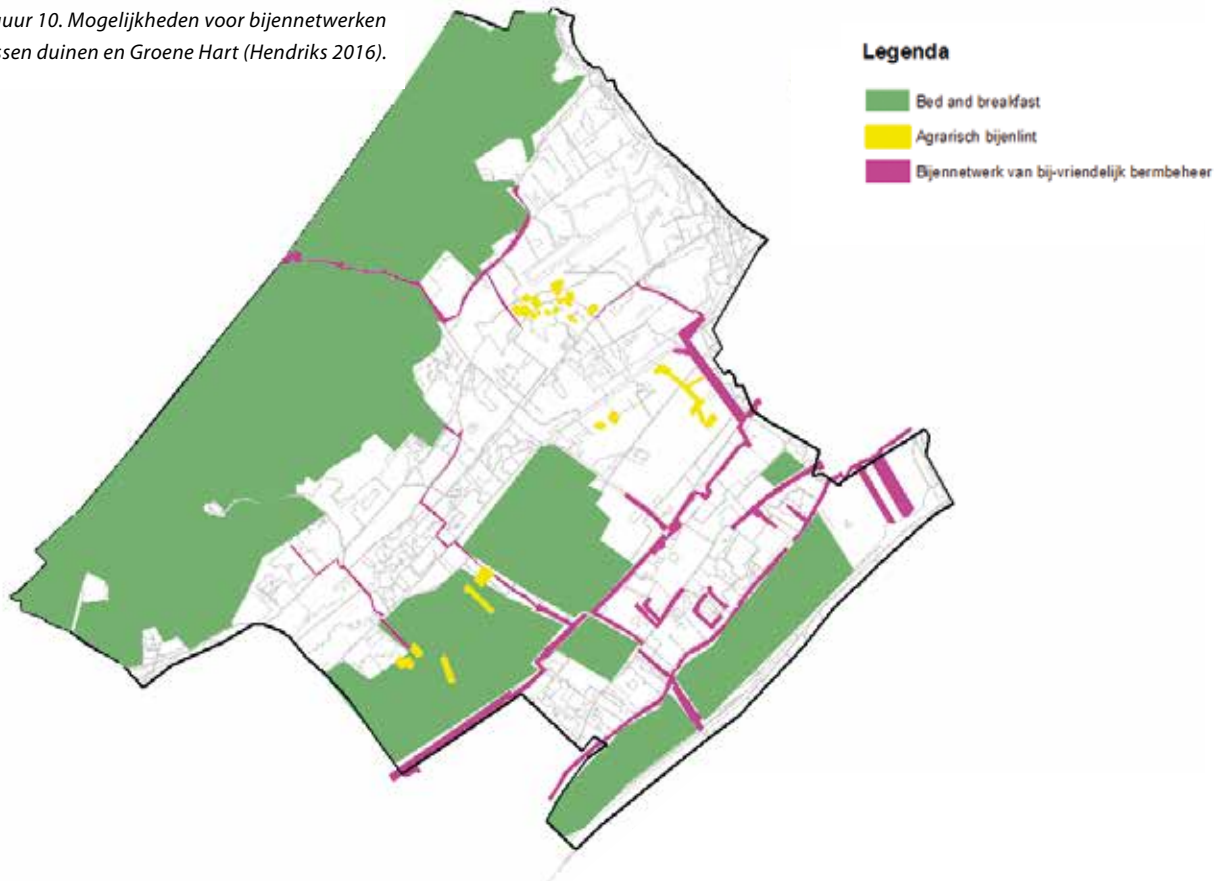 uur 10. Mogelijkheden voor bijennetwerken
ssen duinen en Groene Hart (Hendriks 2016).
Legenda
Bed and breakfast
Agrarisch bijenlint
Bijennetwerk van bij-vriendelijk bermbeheer